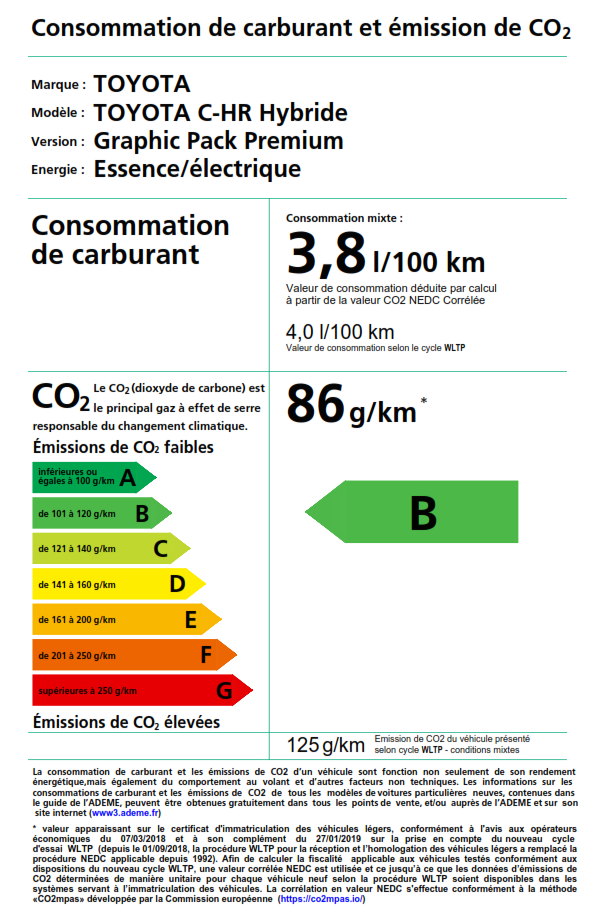 Consommation de carburant et émission de CO2
Marque : TOYOTA
Modèle : TOYOTA C-HR Hybride
Version : Graphic Pack Premium
Energie : Essence/électrique
Consommation
de carburant
Consommation mixte :
3,8 l/100 km
Valeur de consommation déduite par calcul
à partir de la valeur CO2 NEDC Corrélée
4,0 l/100 km
Valeur de consommation selon le cycle WLTP
CO2 Le CO2 (dioxyde de carbone) est
le principal gaz à effet de serre
responsable du changement climatique.
Émissions de CO2 faibles
inférieures ou
égales à 100 g/km A
de 101 à 120 g/km B
de 121 à 140 g/km C
de 141 à 160 g/km D
de 161 à 200 g/km E
de 201 à 250 g/km F
supérieures à 250 g/km G
Émissions de CO2 élevées
86 g/km *
B
125 g/km
Emission de CO2 du véhicule présenté
selon cycle WLTP - conditions mixtes
La consommation de carburant et les émissions de CO2 d'un véhicule sont fonction non seulement de son rendement
énergétique,mais également du comportement au volant et d'autres facteurs non techniques. Les informations sur les
consommations de carburant et les émissions de CO2 de tous les modèles de voitures particulières neuves, contenues dans
le guide de l'ADEME, peuvent être obtenues gratuitement dans tous les points de vente, et/ou auprès de l'ADEME et sur son
site internet (www3.ademe.fr)
* valeur apparaissant sur le certificat d'immatriculation des véhicules légers, conformément à l'avis aux opérateurs
économiques du 07/03/2018 et à son complément du 27/01/2019 sur la prise en compte du nouveau cycle
d'essai WLTP (depuis le 01/09/2018, la procédure WLTP pour la réception et l'homologation des véhicules légers a remplacé la
procédure NEDC applicable depuis 1992). Afin de calculer la fiscalité applicable aux véhicules testés conformément aux
dispositions du nouveau cycle WLTP, une valeur corrélée NEDC est utilisée et ce jusqu'à ce que les données d'émissions de
CO2 déterminées de manière unitaire pour chaque véhicule neuf selon la procédure WLTP soient disponibles dans les
systèmes servant à l'immatriculation des véhicules. La corrélation en valeur NEDC s'effectue conformément à la méthode
«CO2mpas» développée par la Commission européenne (https://co2mpas.io/)